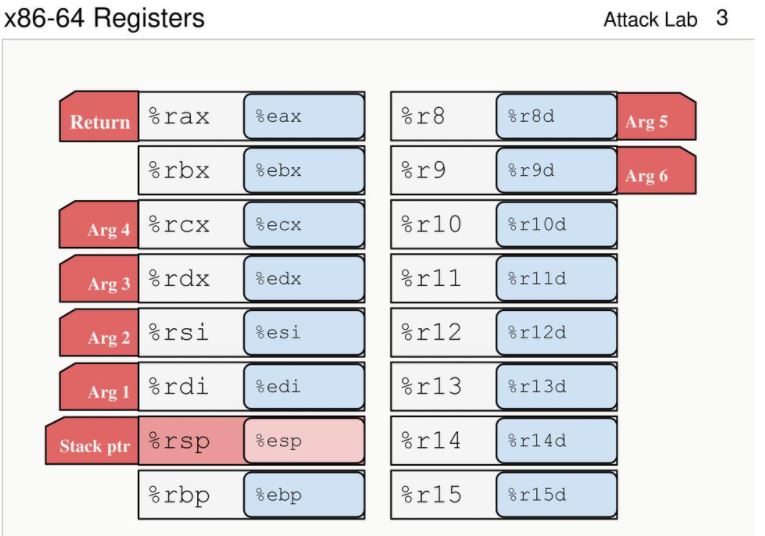 x86-64 Registers Attack Lab 3
Return %rax %eax %r8 %r8d Arg 5
%rbx %ebx %r9 %r9d Arg 6
Arg 4 %rcx %ecx %r10 %r10d
Arg 3 %rdx %edx %r11 %r11d
Arg 2 %rsi %esi %r12 %r12d
Arg 1 %rdi %edi %r13 %r13d
Stack ptr %rsp %esp %r14 %r14d
%rbp %ebp %r15 %r15d